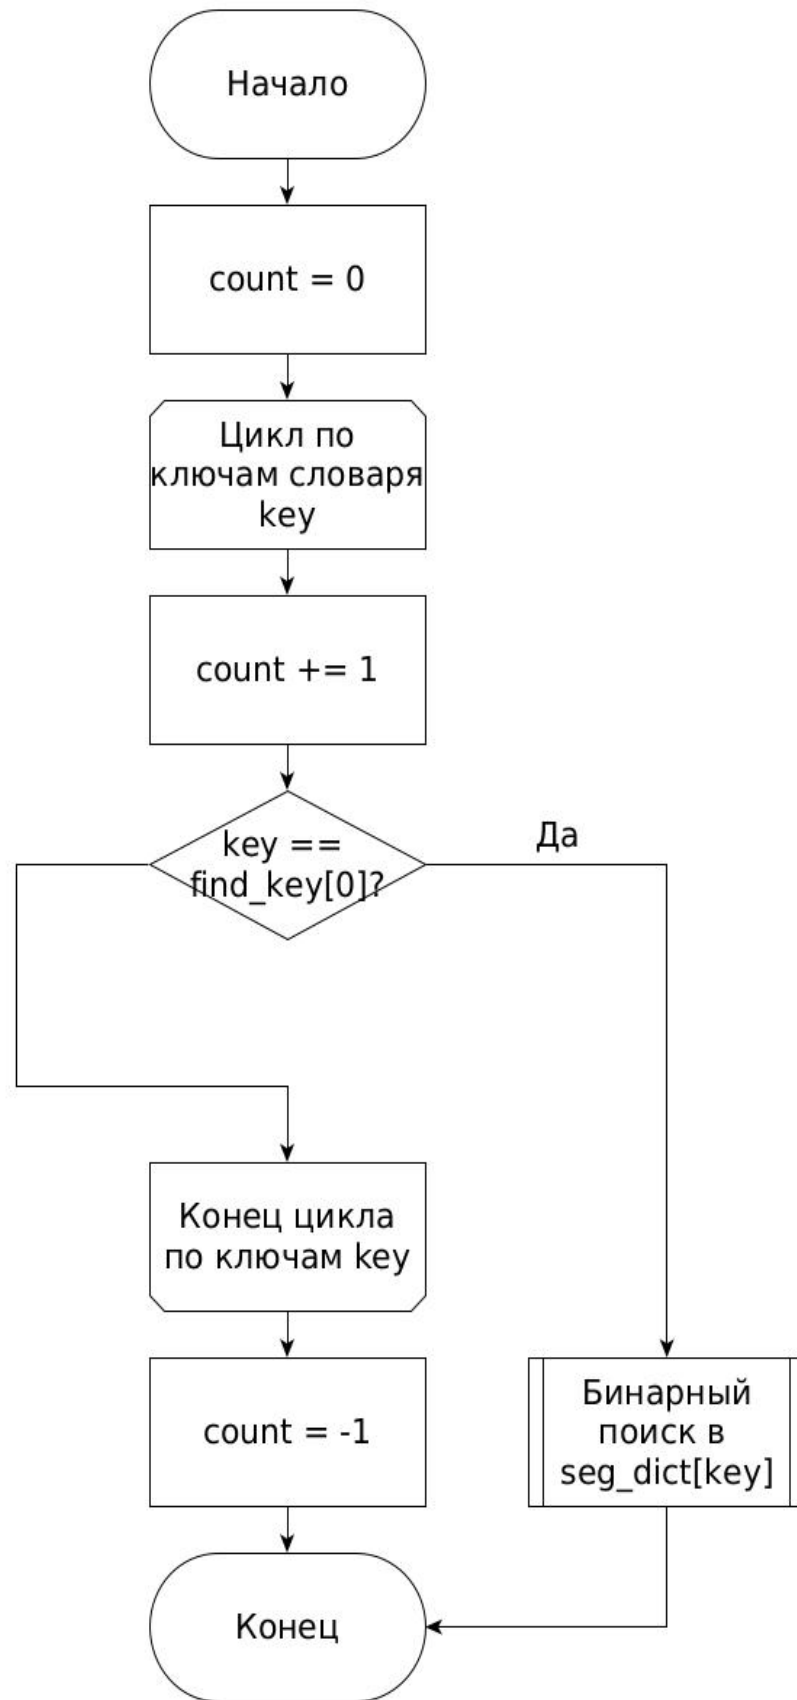 Начало
count = 0
Цикл по
ключам словаря
key
count += 1
key ==
find_key[0]?
Да
Конец цикла
по ключам key
count = -1
Бинарный
поиск в
seg_dict[key]
Конец